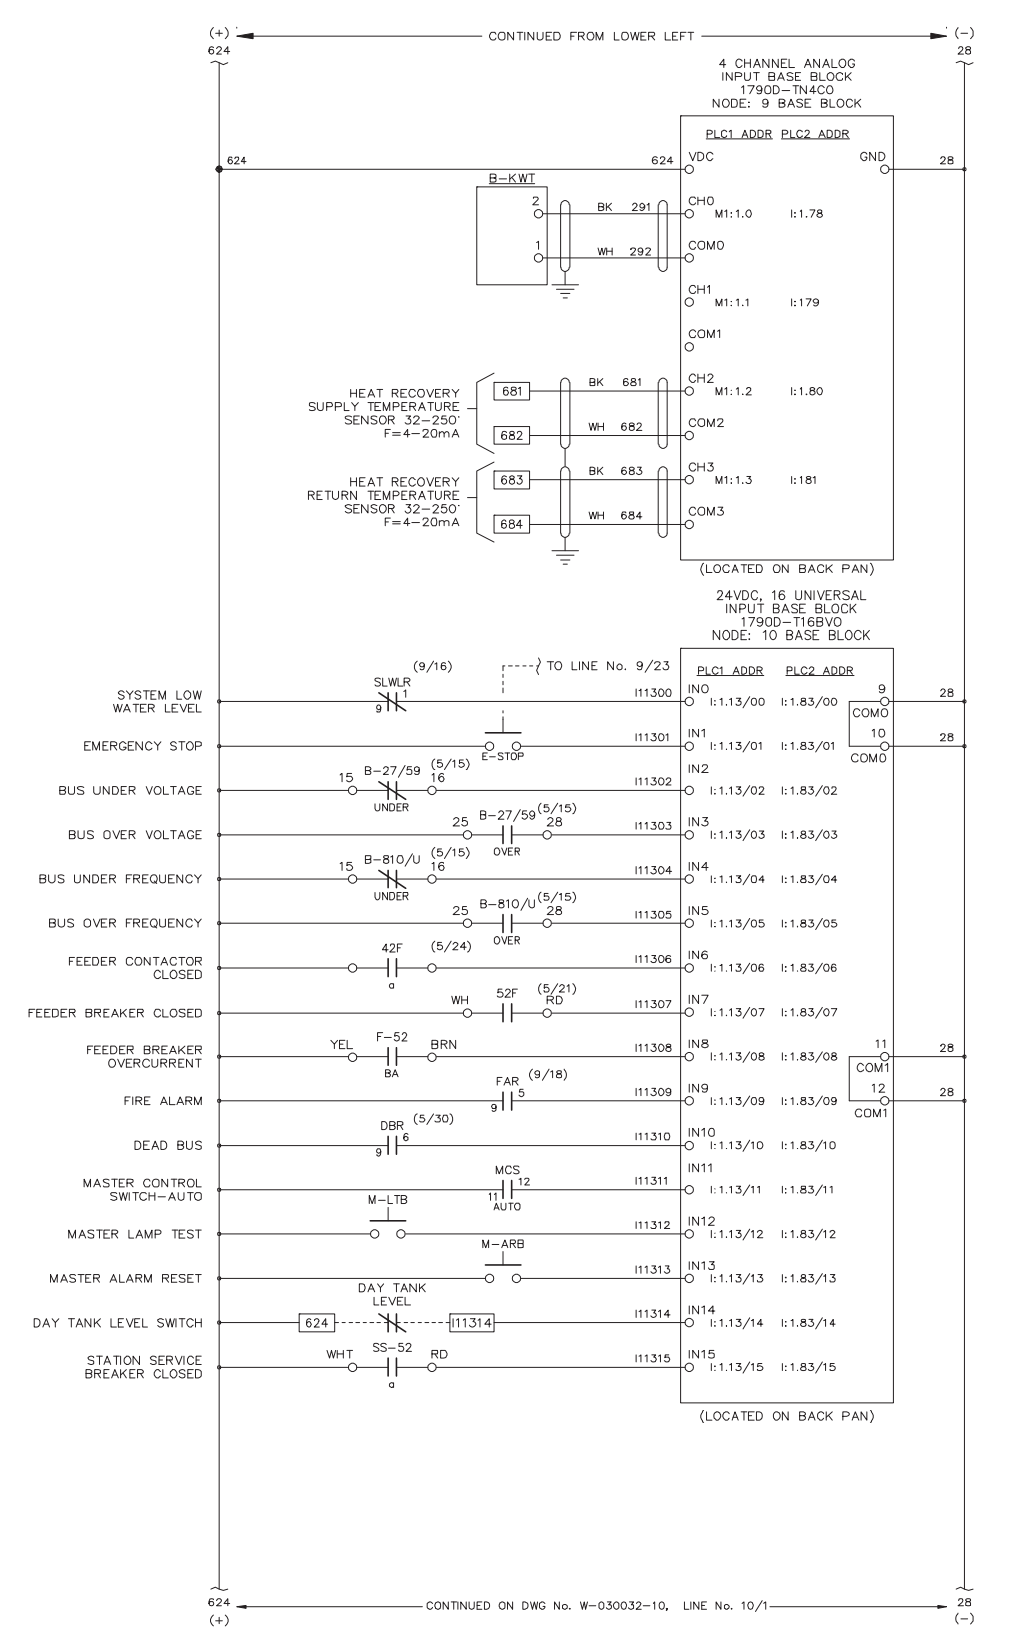 (+) CONTINUED FROM LOWER LEFT (-)
624 28
4 CHANNEL ANALOG
INPUT BASE BLOCK
1790D-TN4C0
NODE: 9 BASE BLOCK
PLC1 ADDR PLC2 ADDR
624 624 VDC GND 28
B-KWT
2 BK 291 CH0 M1:1.0 I:1.78
1 WH 292 COM0
CH1 M1:1.1 I:179
COM1
HEAT RECOVERY
SUPPLY TEMPERATURE
SENSOR 32-250°
F=4-20mA
681 BK 681 CH2 M1:1.2 I:1.80
682 WH 682 COM2
HEAT RECOVERY
RETURN TEMPERATURE
SENSOR 32-250°
F=4-20mA
683 BK 683 CH3 M1:1.3 I:181
684 WH 684 COM3
(LOCATED ON BACK PAN)
24VDC, 16 UNIVERSAL
INPUT BASE BLOCK
1790D-T16BV0
NODE: 10 BASE BLOCK
(9/16) TO LINE No. 9/23
PLC1 ADDR PLC2 ADDR
SYSTEM LOW
WATER LEVEL
SLWLR
9 1 I11300 IN0 I:1.13/00 I:1.83/00 9 COM0 28
EMERGENCY STOP E-STOP I11301 IN1 I:1.13/01 I:1.83/01 10 COM0 28
BUS UNDER VOLTAGE 15 B-27/59 (5/15) 16 UNDER I11302 IN2 I:1.13/02 I:1.83/02
BUS OVER VOLTAGE 25 B-27/59 (5/15) 28 OVER I11303 IN3 I:1.13/03 I:1.83/03
BUS UNDER FREQUENCY 15 B-810/U (5/15) 16 UNDER I11304 IN4 I:1.13/04 I:1.83/04
BUS OVER FREQUENCY 25 B-810/U (5/15) 28 OVER I11305 IN5 I:1.13/05 I:1.83/05
FEEDER CONTACTOR
CLOSED
42F (5/24) a I11306 IN6 I:1.13/06 I:1.83/06
FEEDER BREAKER CLOSED WH 52F (5/21) RD I11307 IN7 I:1.13/07 I:1.83/07
FEEDER BREAKER
OVERCURRENT
YEL F-52 BRN BA I11308 IN8 I:1.13/08 I:1.83/08 11 COM1 28
FIRE ALARM FAR (9/18) 9 5 I11309 IN9 I:1.13/09 I:1.83/09 12 COM1 28
DEAD BUS DBR (5/30) 9 6 I11310 IN10 I:1.13/10 I:1.83/10
MASTER CONTROL
SWITCH-AUTO
MCS 11 12 AUTO I11311 IN11 I:1.13/11 I:1.83/11
MASTER LAMP TEST M-LTB I11312 IN12 I:1.13/12 I:1.83/12
MASTER ALARM RESET M-ARB I11313 IN13 I:1.13/13 I:1.83/13
DAY TANK
LEVEL
DAY TANK LEVEL SWITCH 624 I11314 I11314 IN14 I:1.13/14 I:1.83/14
STATION SERVICE
BREAKER CLOSED
WHT SS-52 RD a I11315 IN15 I:1.13/15 I:1.83/15
(LOCATED ON BACK PAN)
624 CONTINUED ON DWG No. W-030032-10, LINE No. 10/1 28
(+) (-)